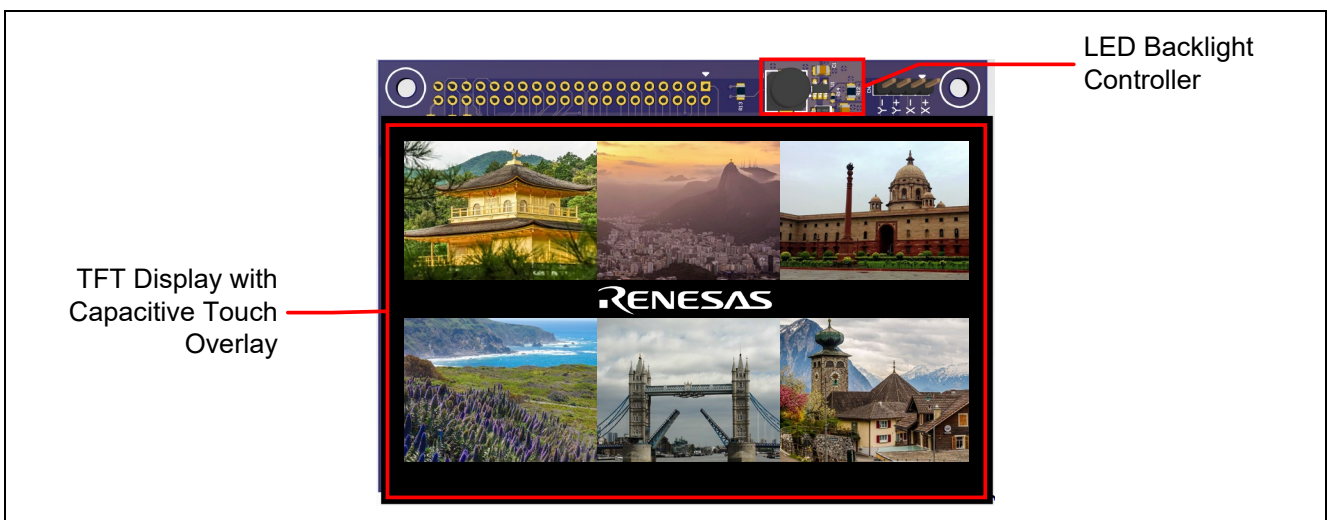 LED Backlight
Controller
Y-
Y+
X-
X+
TFT Display with
Capacitive Touch
Overlay
RENESAS